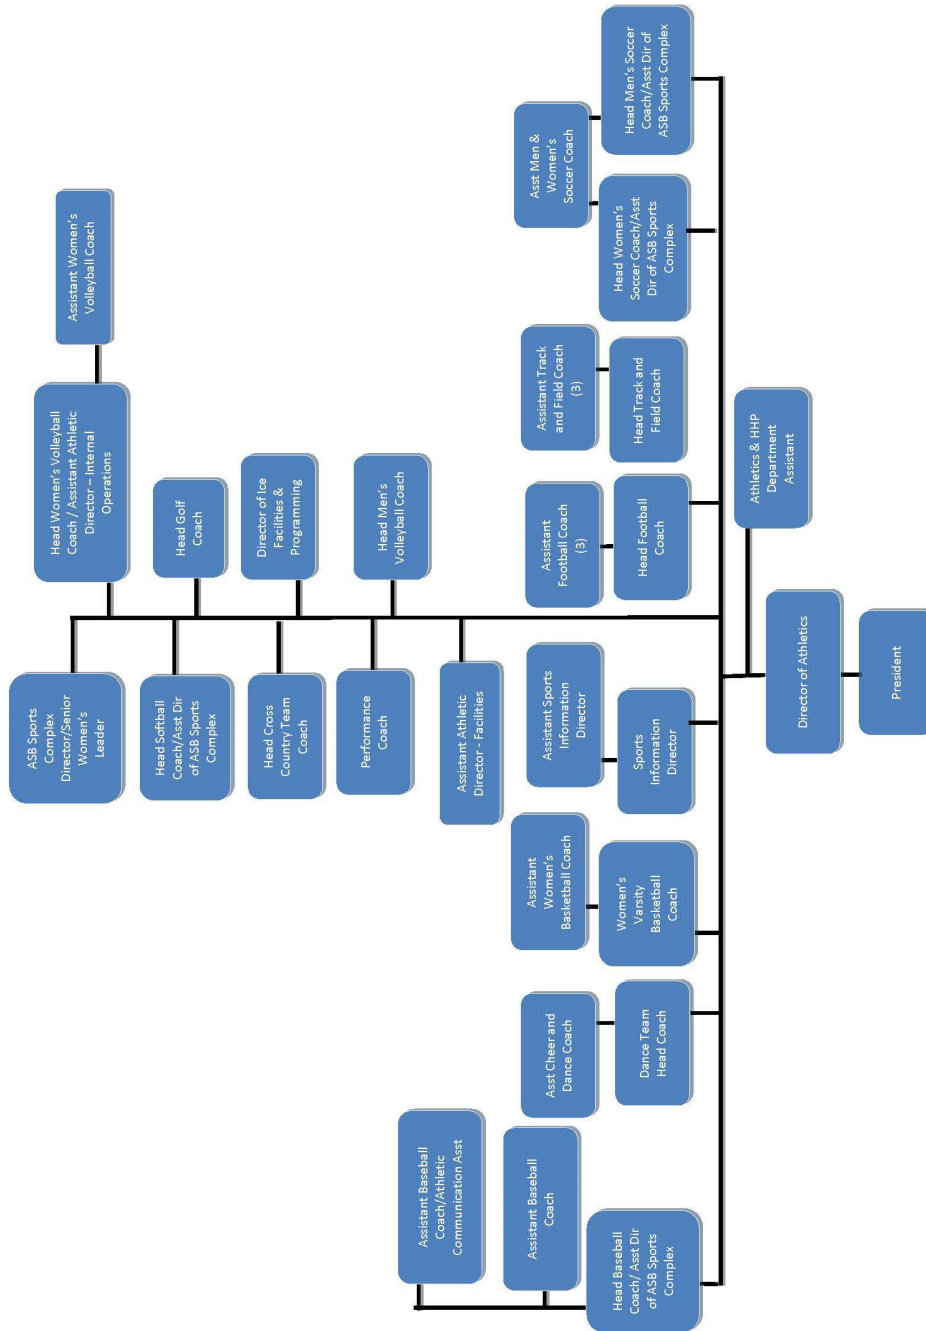 ASB Sports
Complex
Director/Senior
Women's
Leader
Head Women's Volleyball
Coach / Assistant Athletic
Director – Internal
Operations
Assistant Women's
Volleyball Coach
Head Softball
Coach/Asst Dir
of ASB Sports
Complex
Head Golf
Coach
Head Cross
Country Team
Coach
Director of Ice
Facilities &
Programming
Performance
Coach
Head Men's
Volleyball Coach
Assistant Baseball
Coach/Athletic
Communication Asst
Assistant Athletic
Director - Facilities
Assistant Baseball
Coach
Asst Cheer and
Dance Coach
Assistant
Women's
Basketball Coach
Assistant Sports
Information
Director
Assistant
Football Coach
(3)
Assistant Track
and Field Coach
(3)
Asst Men &
Women's
Soccer Coach
Head Baseball
Coach/ Asst Dir
of ASB Sports
Complex
Dance Team
Head Coach
Women's
Varsity
Basketball
Coach
Sports
Information
Director
Head Football
Coach
Head Track and
Field Coach
Head Women's
Soccer Coach/Asst
Dir of ASB Sports
Complex
Head Men's Soccer
Coach/Asst Dir of
ASB Sports Complex
Athletics & HHP
Department
Assistant
Director of Athletics
President